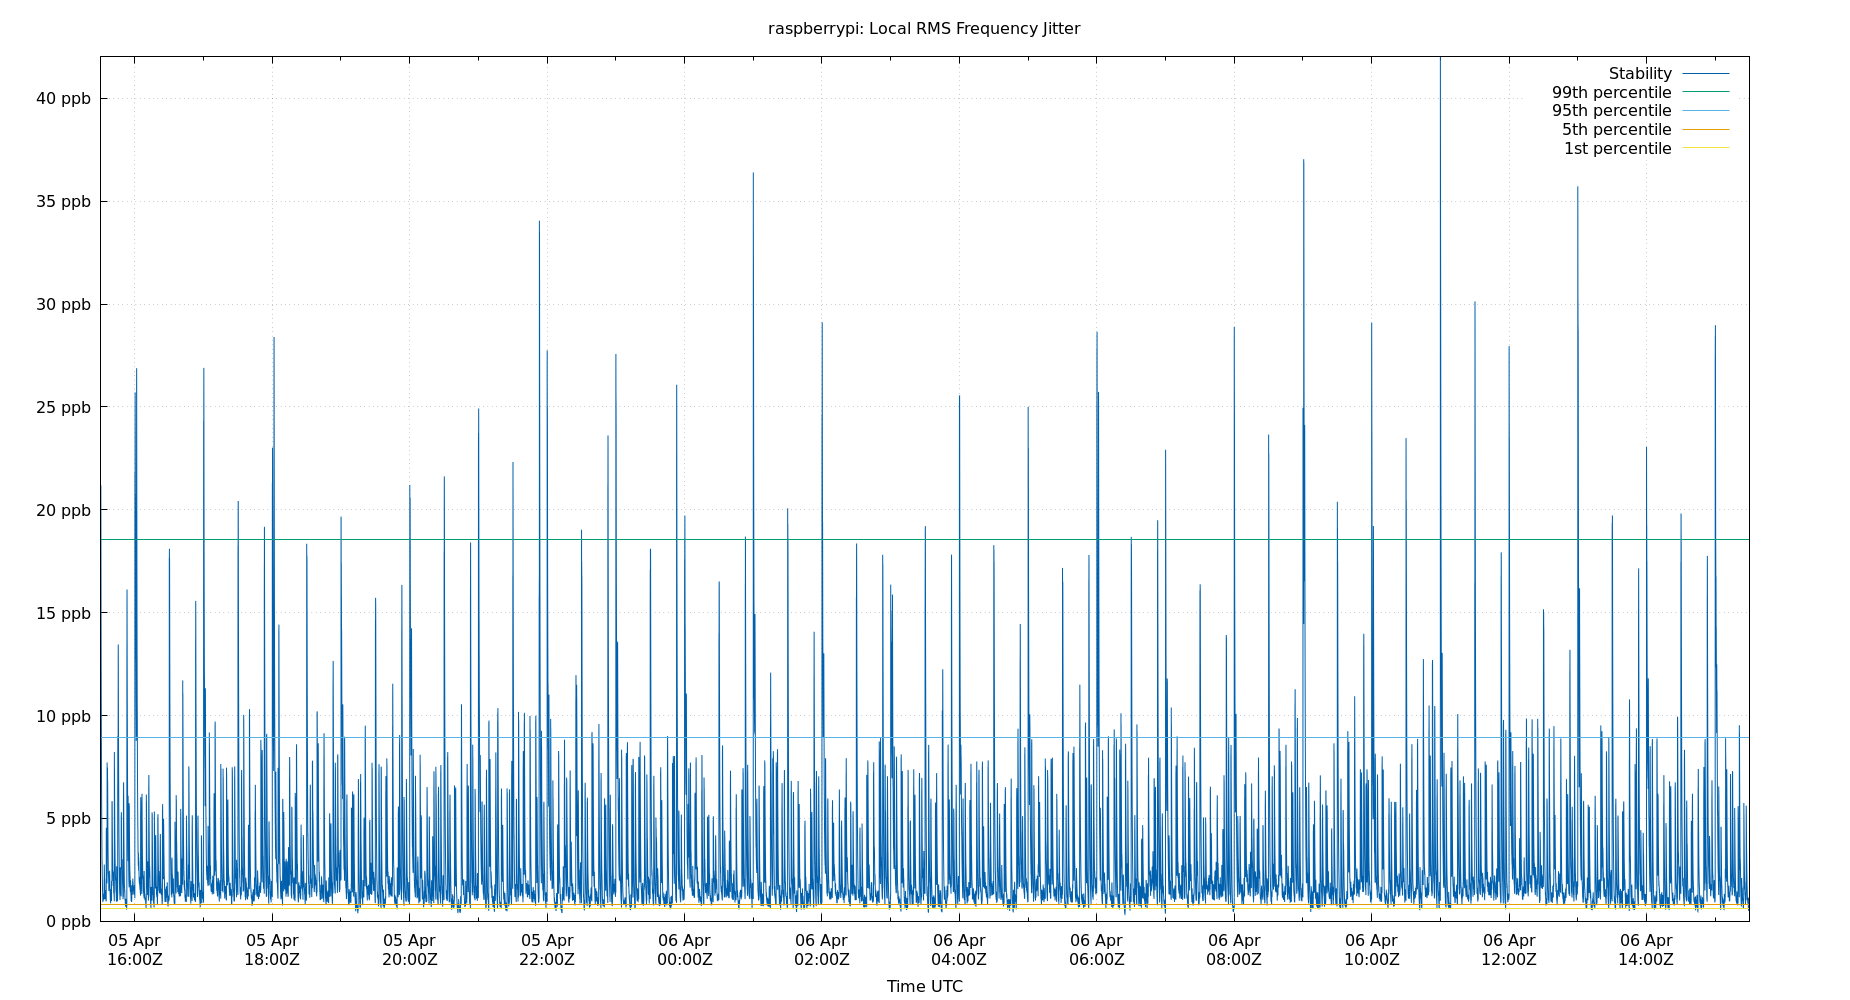 raspberrypi: Local RMS Frequency Jitter
Stability
99th percentile
95th percentile
5th percentile
1st percentile
40 ppb
35 ppb
30 ppb
25 ppb
20 ppb
15 ppb
10 ppb
5 ppb
0 ppb
05 Apr 05 Apr 05 Apr 05 Apr 06 Apr 06 Apr 06 Apr 06 Apr 06 Apr 06 Apr 06 Apr 06 Apr
16:00Z 18:00Z 20:00Z 22:00Z 00:00Z 02:00Z 04:00Z 06:00Z 08:00Z 10:00Z 12:00Z 14:00Z
Time UTC